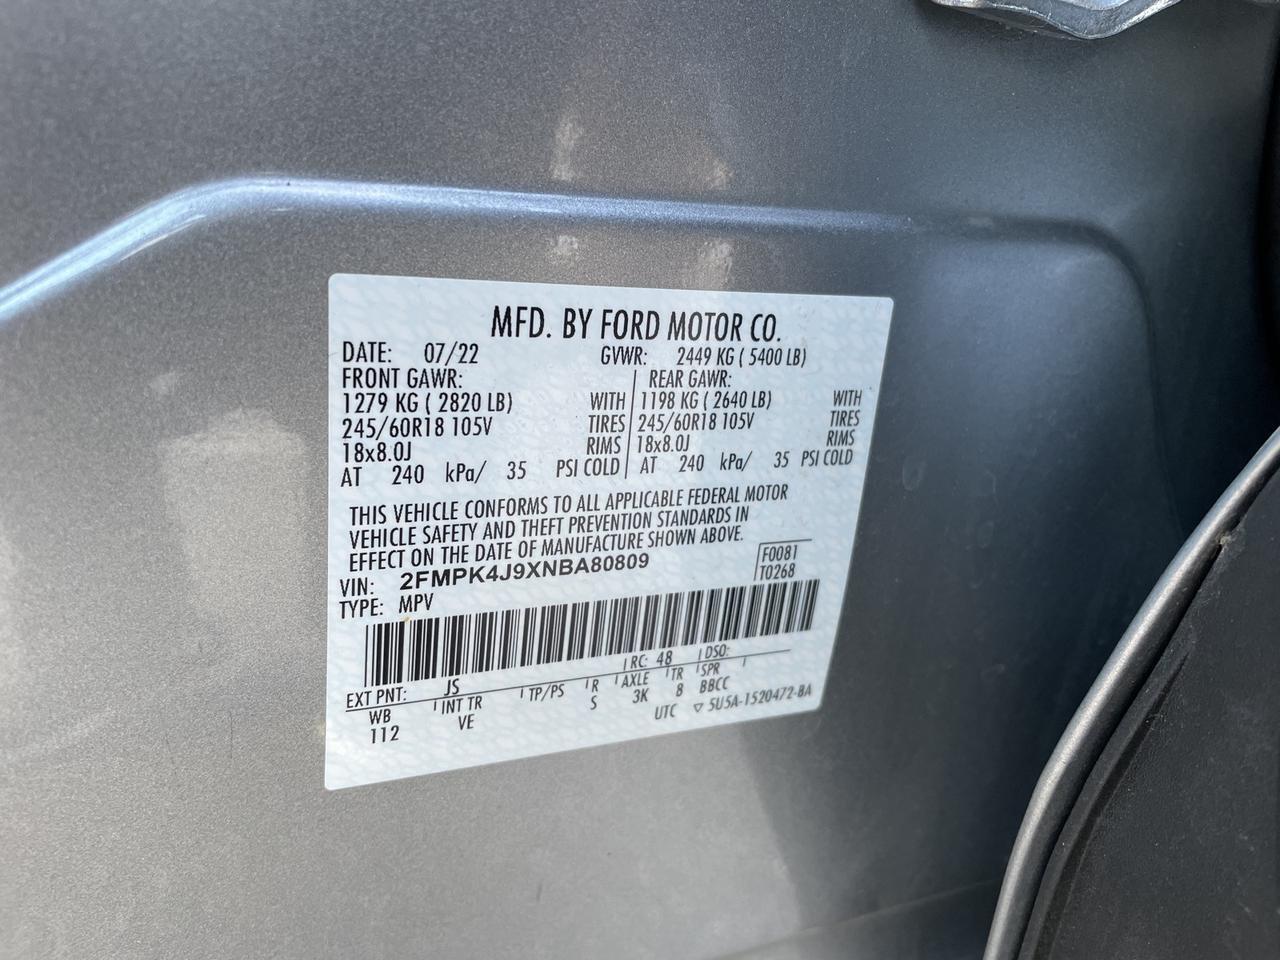 MFD. BY FORD MOTOR CO.
DATE: 07/22 GVWR: 2449 KG ( 5400 LB)
FRONT GAWR: REAR GAWR:
1279 KG ( 2820 LB) WITH 1198 KG ( 2640 LB) WITH
245/60R18 105V TIRES 245/60R18 105V TIRES
18x8.0J RIMS 18x8.0J RIMS
AT 240 kPa/ 35 PSI COLD AT 240 kPa/ 35 PSI COLD
THIS VEHICLE CONFORMS TO ALL APPLICABLE FEDERAL MOTOR
VEHICLE SAFETY AND THEFT PREVENTION STANDARDS IN
EFFECT ON THE DATE OF MANUFACTURE SHOWN ABOVE.
VIN: 2FMPK4J9XNBA80809 F0081
TYPE: MPV T0268
EXT PNT: JS RC: 48 DSO:
WB INT TR TP/PS R AXLE TR SPR
112 VE S 3K 8 BBCC
UTC ▽ 5U5A-1520472-BA